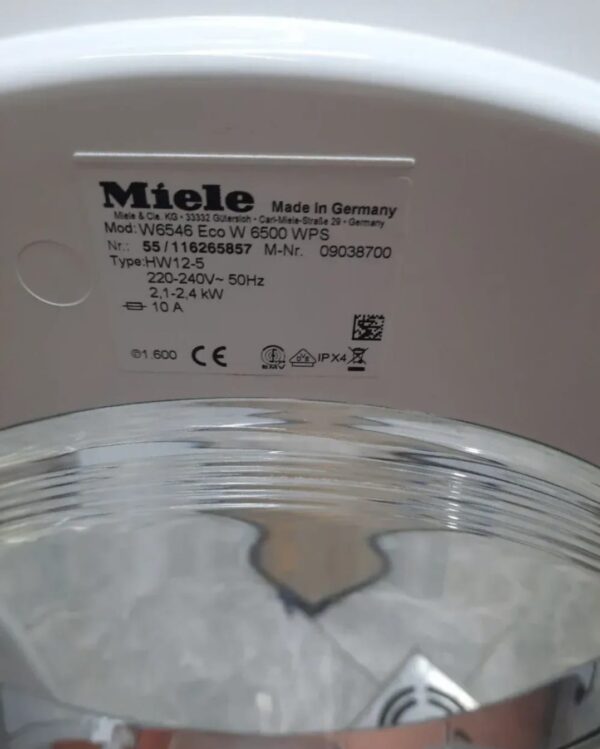 Miele Made in Germany
Miele & Cie. KG · 33332 Gütersloh · Carl-Miele-Straße 29 · Germany
Mod: W6546 Eco W 6500 WPS
Nr.: 55/116265857 M-Nr. 09038700
Type: HW12-5
220-240V~ 50Hz
2,1-2,4 kW
10 A
1.600 CE EMV IPX4